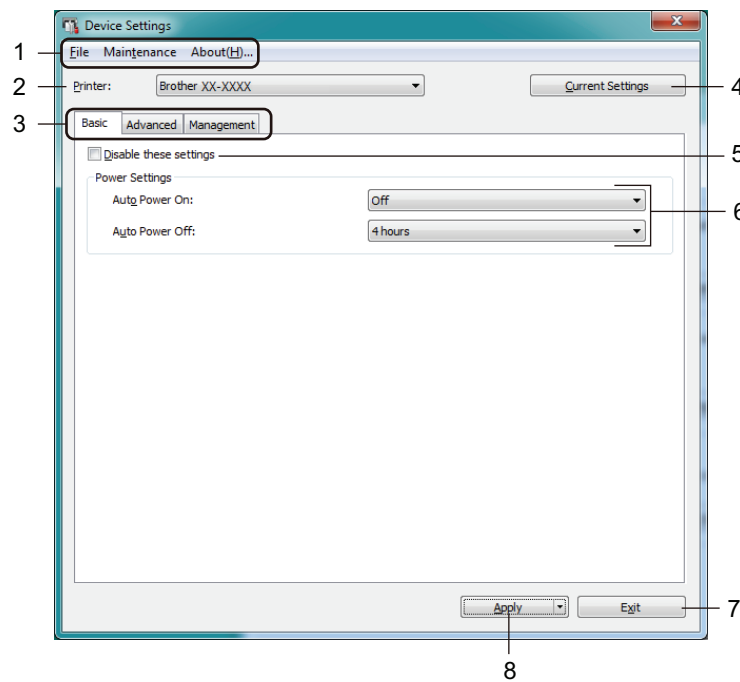 Device Settings
1 File Maintenance About(H)...
2 Printer: Brother XX-XXXX Current Settings 4
3 Basic Advanced Management
Disable these settings 5
Power Settings
Auto Power On: Off
6
Auto Power Off: 4 hours
Apply Exit 7
8